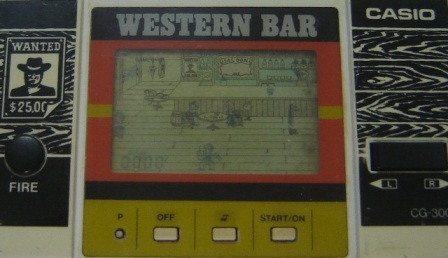 WESTERN BAR
CASIO
WANTED
$25,00
FIRE
L R
CG-300
P OFF START/ON